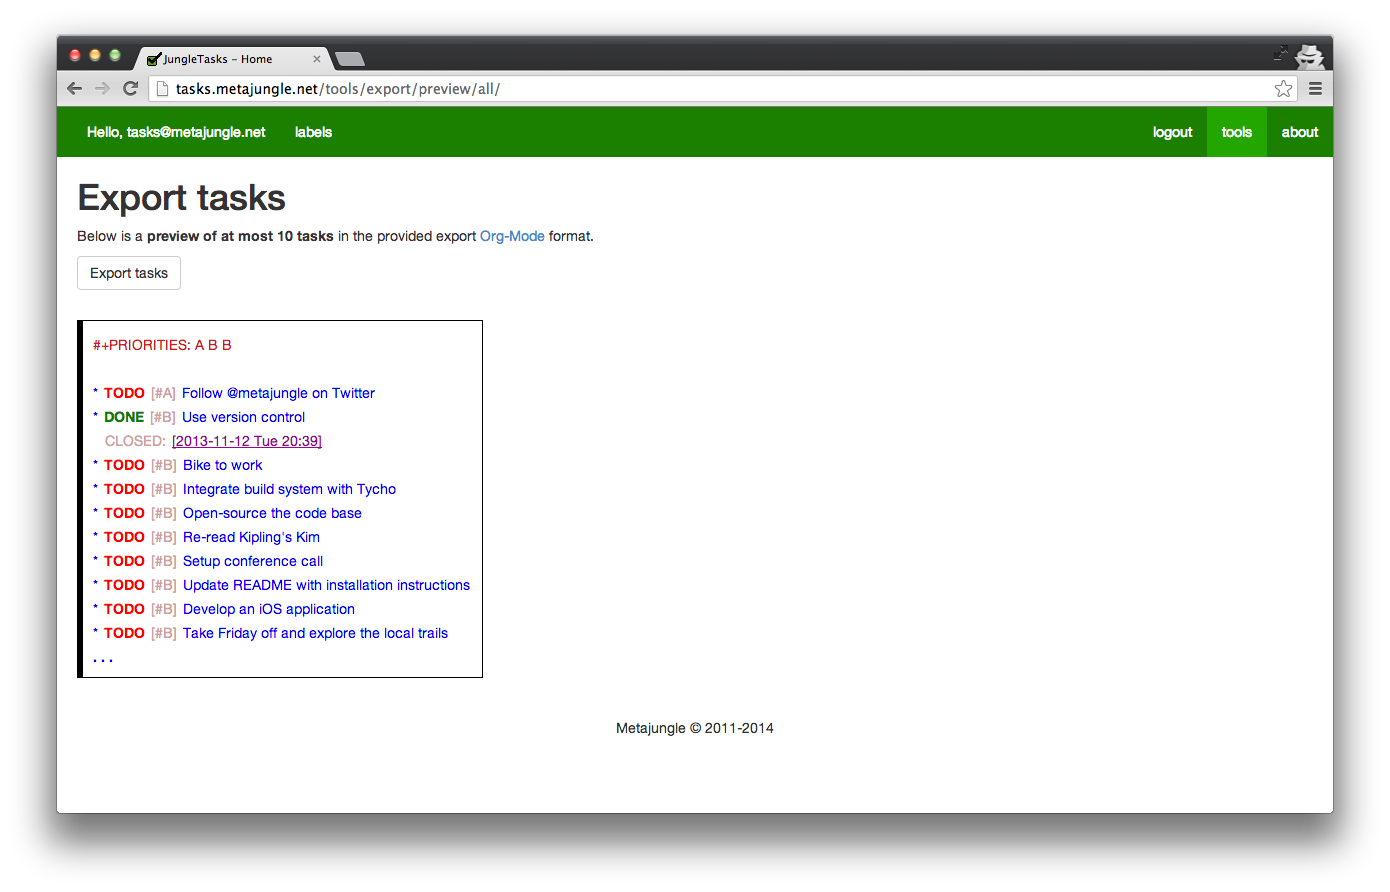 JungleTasks – Home
tasks.metajungle.net/tools/export/preview/all/
Hello, tasks@metajungle.net labels logout tools about
Export tasks
Below is a preview of at most 10 tasks in the provided export Org-Mode format.
Export tasks
#+PRIORITIES: A B B
* TODO [#A] Follow @metajungle on Twitter
* DONE [#B] Use version control
CLOSED: [2013-11-12 Tue 20:39]
* TODO [#B] Bike to work
* TODO [#B] Integrate build system with Tycho
* TODO [#B] Open-source the code base
* TODO [#B] Re-read Kipling's Kim
* TODO [#B] Setup conference call
* TODO [#B] Update README with installation instructions
* TODO [#B] Develop an iOS application
* TODO [#B] Take Friday off and explore the local trails
...
Metajungle © 2011-2014